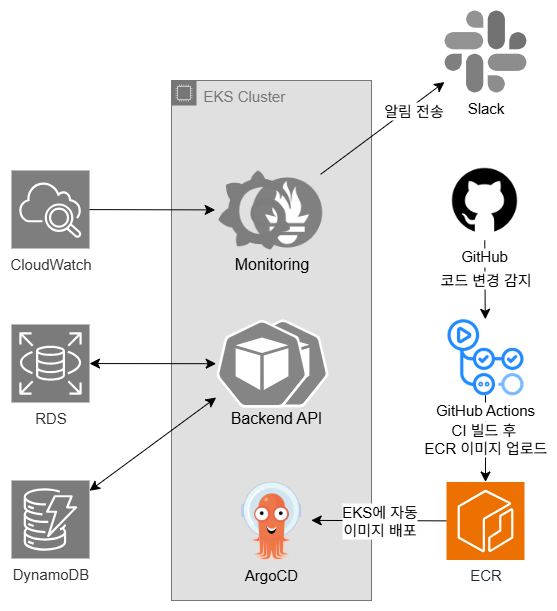 Slack
알림 전송
EKS Cluster
CloudWatch
Monitoring
GitHub
코드 변경 감지
RDS
Backend API
GitHub Actions
CI 빌드 후
ECR 이미지 업로드
DynamoDB
ArgoCD
EKS에 자동
이미지 배포
ECR